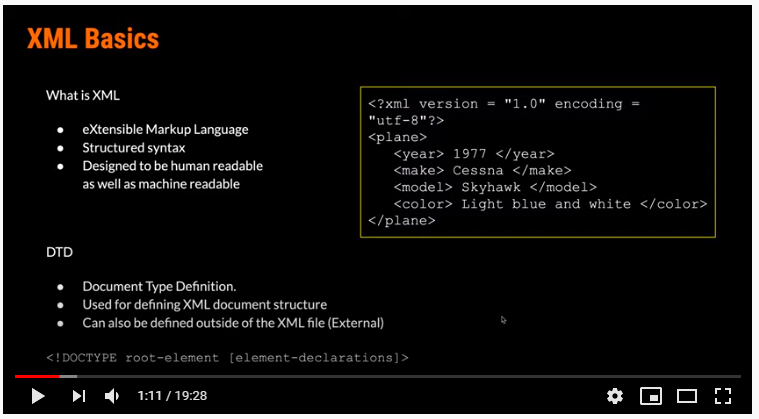 XML Basics
What is XML
● eXtensible Markup Language
● Structured syntax
● Designed to be human readable
as well as machine readable
<?xml version = "1.0" encoding =
"utf-8"?>
<plane>
<year> 1977 </year>
<make> Cessna </make>
<model> Skyhawk </model>
<color> Light blue and white </color>
</plane>
DTD
● Document Type Definition.
● Used for defining XML document structure
● Can also be defined outside of the XML file (External)
<!DOCTYPE root-element [element-declarations]>
1:11 / 19:28